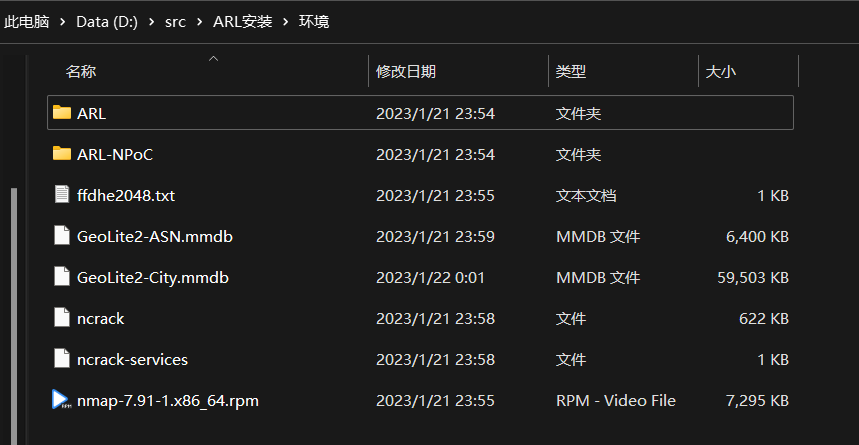 此电脑 > Data (D:) > src > ARL安装 > 环境
名称 修改日期 类型 大小
ARL 2023/1/21 23:54 文件夹
ARL-NPoC 2023/1/21 23:54 文件夹
ffdhe2048.txt 2023/1/21 23:55 文本文档 1 KB
GeoLite2-ASN.mmdb 2023/1/21 23:59 MMDB 文件 6,400 KB
GeoLite2-City.mmdb 2023/1/22 0:01 MMDB 文件 59,503 KB
ncrack 2023/1/21 23:58 文件 622 KB
ncrack-services 2023/1/21 23:58 文件 1 KB
nmap-7.91-1.x86_64.rpm 2023/1/21 23:55 RPM - Video File 7,295 KB